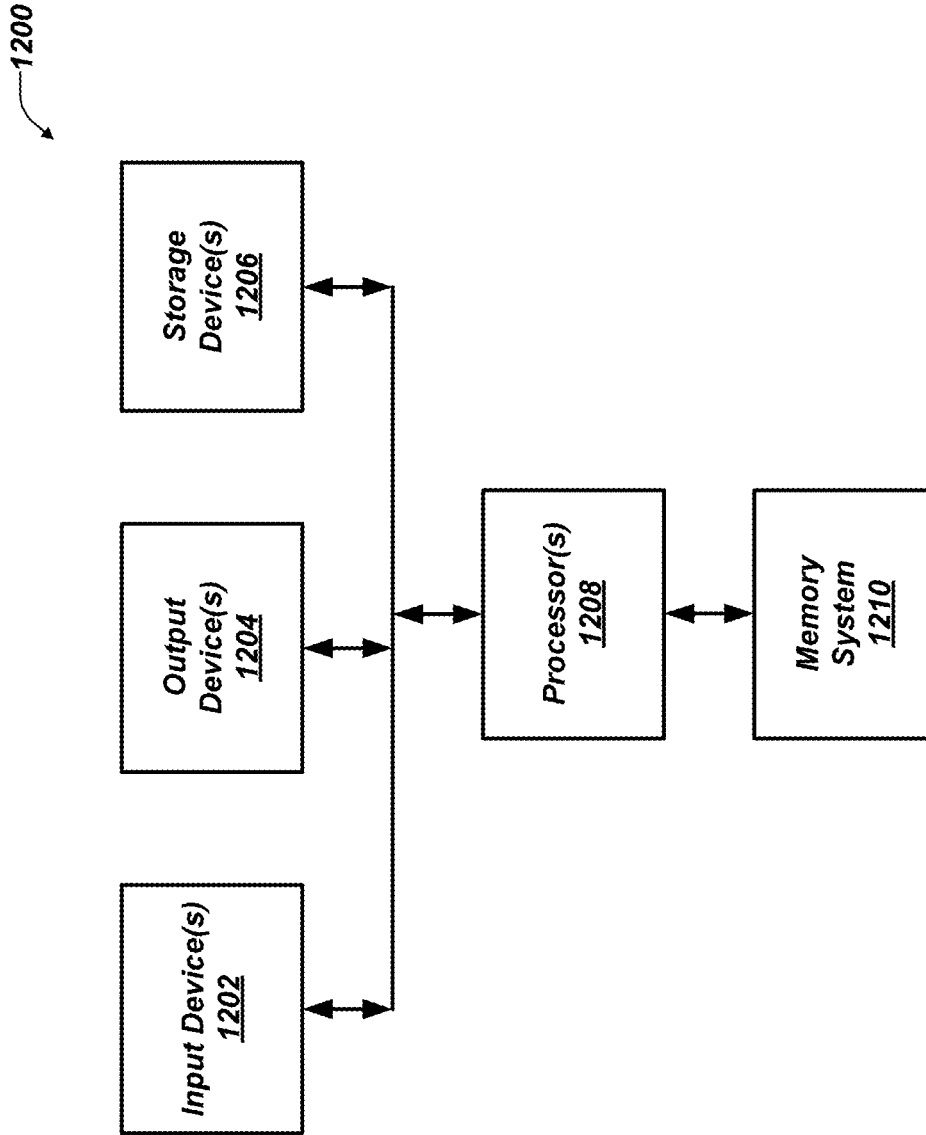 1200
Input Device(s)
1202
Output
Device(s)
1204
Storage
Device(s)
1206
Processor(s)
1208
Memory
System
1210